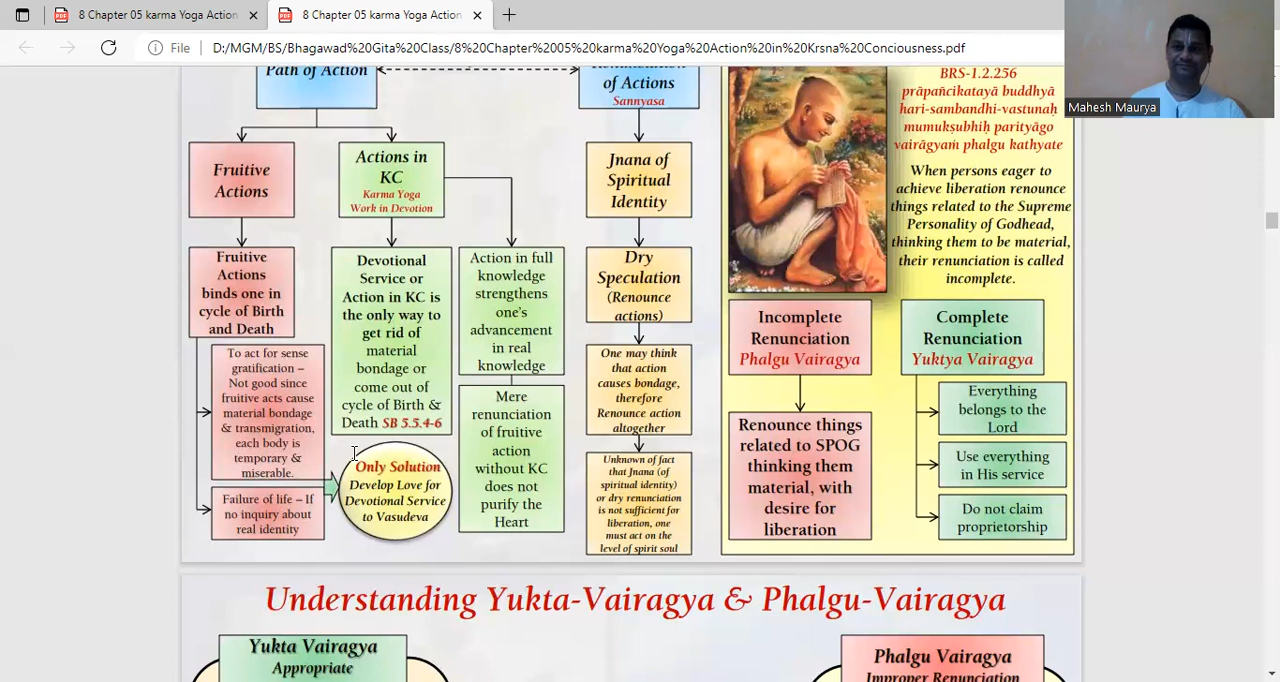 8 Chapter 05 karma Yoga Action
8 Chapter 05 karma Yoga Action
File
D:/MGM/BS/Bhagawad%20Gita%20Class/8%20Chapter%2005%20karma%20Yoga%20Action%20in%20Krsna%20Conciousness.pdf
Mahesh Maurya
Path of Action
of Actions
Sannyasa
Fruitive
Actions
Actions in
KC
Karma Yoga
Work in Devotion
Jnana of
Spiritual
Identity
Fruitive
Actions
binds one in
cycle of Birth
and Death
Devotional
Service or
Action in KC is
the only way to
get rid of
material
bondage or
come out of
cycle of Birth &
Death SB 5.5.4-6
Action in full
knowledge
strengthens
one's
advancement
in real
knowledge
Dry
Speculation
(Renounce
actions)
To act for sense
gratification –
Not good since
fruitive acts cause
material bondage
& transmigration,
each body is
temporary &
miserable.
Failure of life – If
no inquiry about
real identity
Only Solution
Develop Love for
Devotional Service
to Vasudeva
Mere
renunciation
of fruitive
action
without KC
does not
purify the
Heart
One may think
that action
causes bondage,
therefore
Renounce action
altogether
Unknown of fact
that Jnana (of
spiritual identity)
or dry renunciation
is not sufficient for
liberation, one
must act on the
level of spirit soul
BRS-1.2.256
prāpañcikatayā buddhyā
hari-sambandhi-vastunaḥ
mumukṣubhiḥ parityāgo
vairāgyaṁ phalgu kathyate
When persons eager to
achieve liberation renounce
things related to the Supreme
Personality of Godhead,
thinking them to be material,
their renunciation is called
incomplete.
Incomplete
Renunciation
Phalgu Vairagya
Renounce things
related to SPOG
thinking them
material, with
desire for
liberation
Complete
Renunciation
Yuktya Vairagya
Everything
belongs to the
Lord
Use everything
in His service
Do not claim
proprietorship
Understanding Yukta-Vairagya & Phalgu-Vairagya
Yukta Vairagya
Appropriate
Phalgu Vairagya
Improper Renunciation